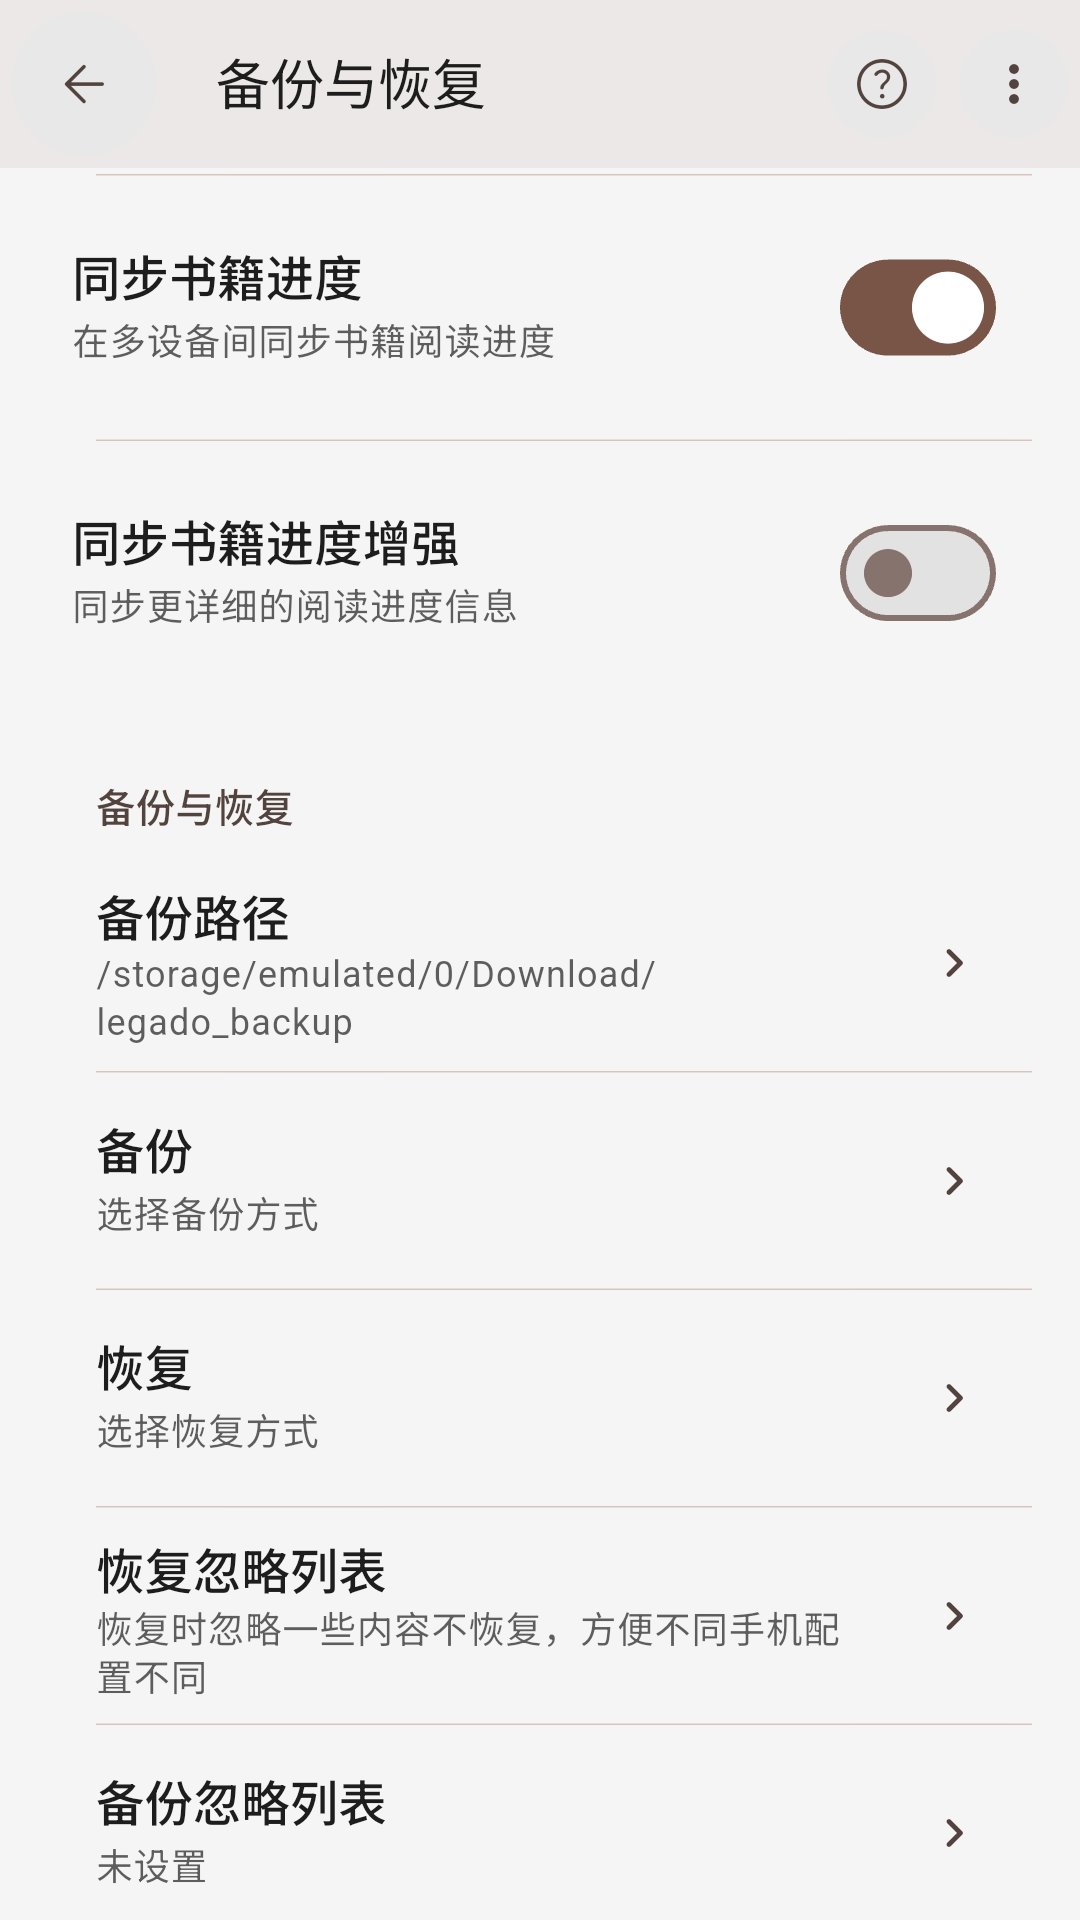 备份与恢复
同步书籍进度
在多设备间同步书籍阅读进度
同步书籍进度增强
同步更详细的阅读进度信息
备份与恢复
备份路径
/storage/emulated/0/Download/
legado_backup
备份
选择备份方式
恢复
选择恢复方式
恢复忽略列表
恢复时忽略一些内容不恢复，方便不同手机配
置不同
备份忽略列表
未设置